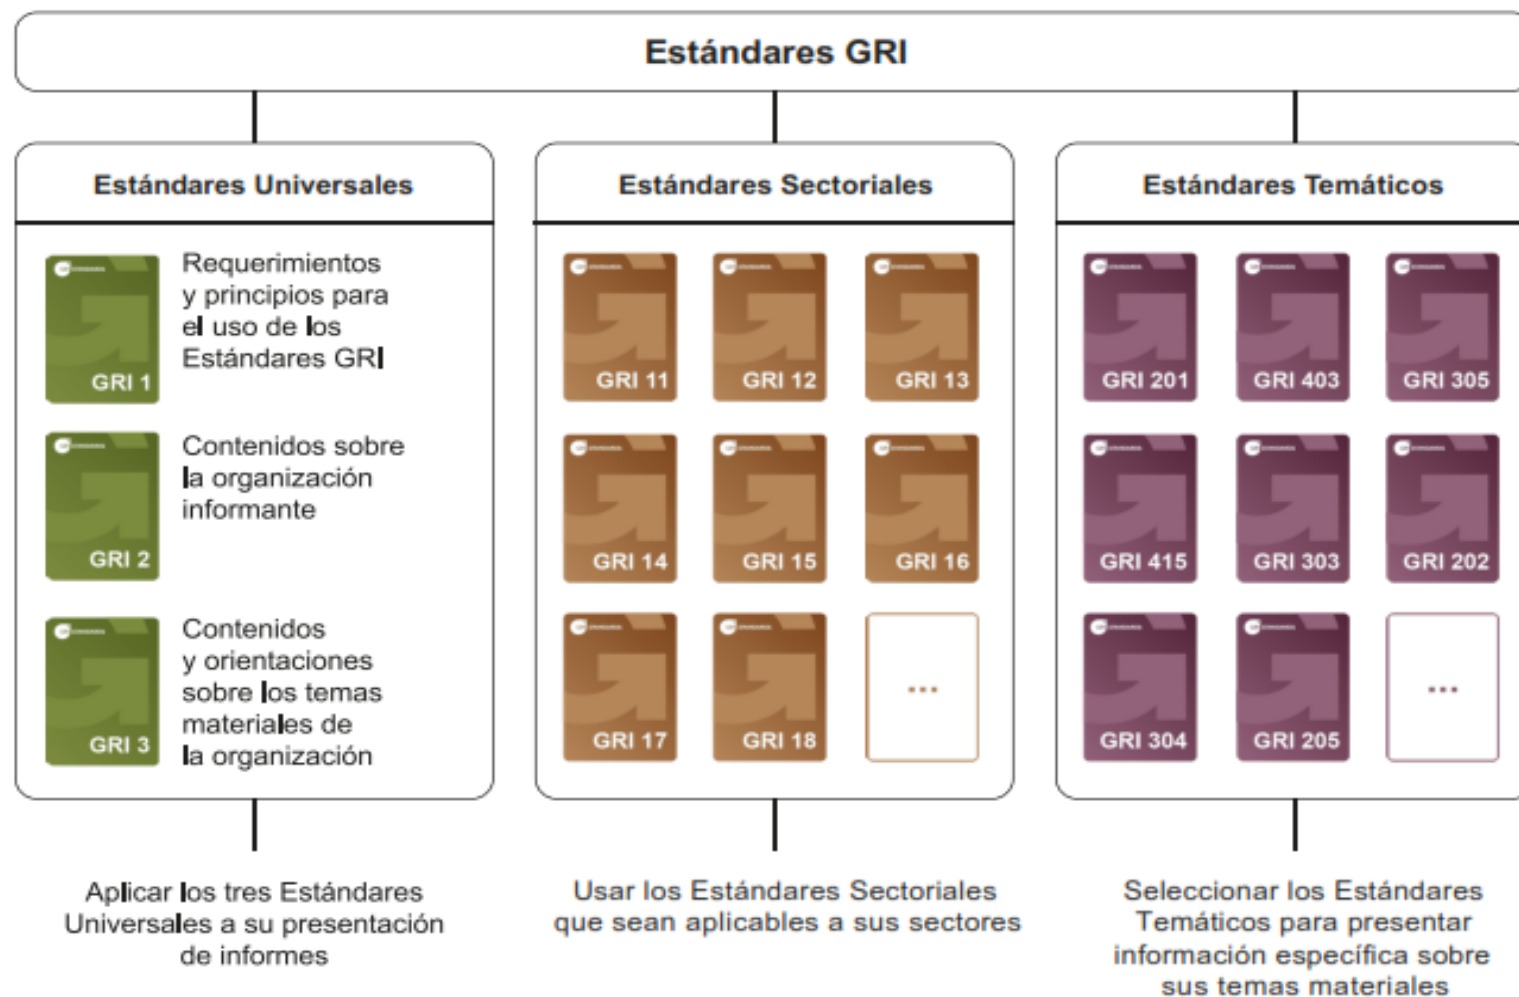 Estándares GRI
Estándares Universales
GRI 1
Requerimientos
y principios para
el uso de los
Estándares GRI
GRI 2
Contenidos sobre
la organización
informante
GRI 3
Contenidos
y orientaciones
sobre los temas
materiales de
la organización
Aplicar los tres Estándares
Universales a su presentación
de informes
Estándares Sectoriales
GRI 11 GRI 12 GRI 13
GRI 14 GRI 15 GRI 16
GRI 17 GRI 18 ...
Usar los Estándares Sectoriales
que sean aplicables a sus sectores
Estándares Temáticos
GRI 201 GRI 403 GRI 305
GRI 415 GRI 303 GRI 202
GRI 304 GRI 205 ...
Seleccionar los Estándares
Temáticos para presentar
información específica sobre
sus temas materiales